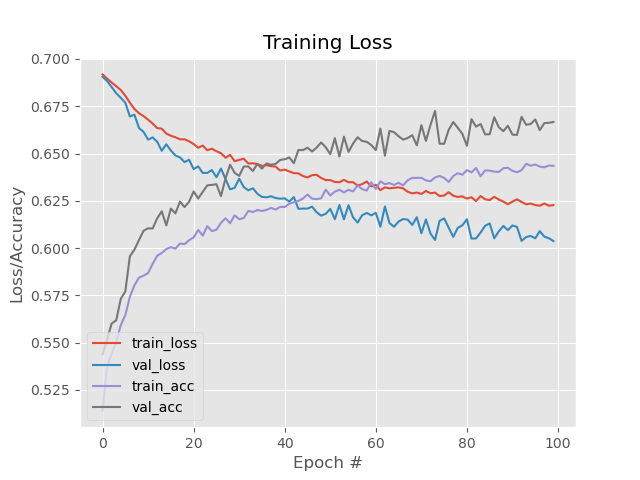 Training Loss
0.700
0.675
0.650
0.625
0.600
0.575
0.550
0.525
Loss/Accuracy
train_loss
val_loss
train_acc
val_acc
0 20 40 60 80 100
Epoch #